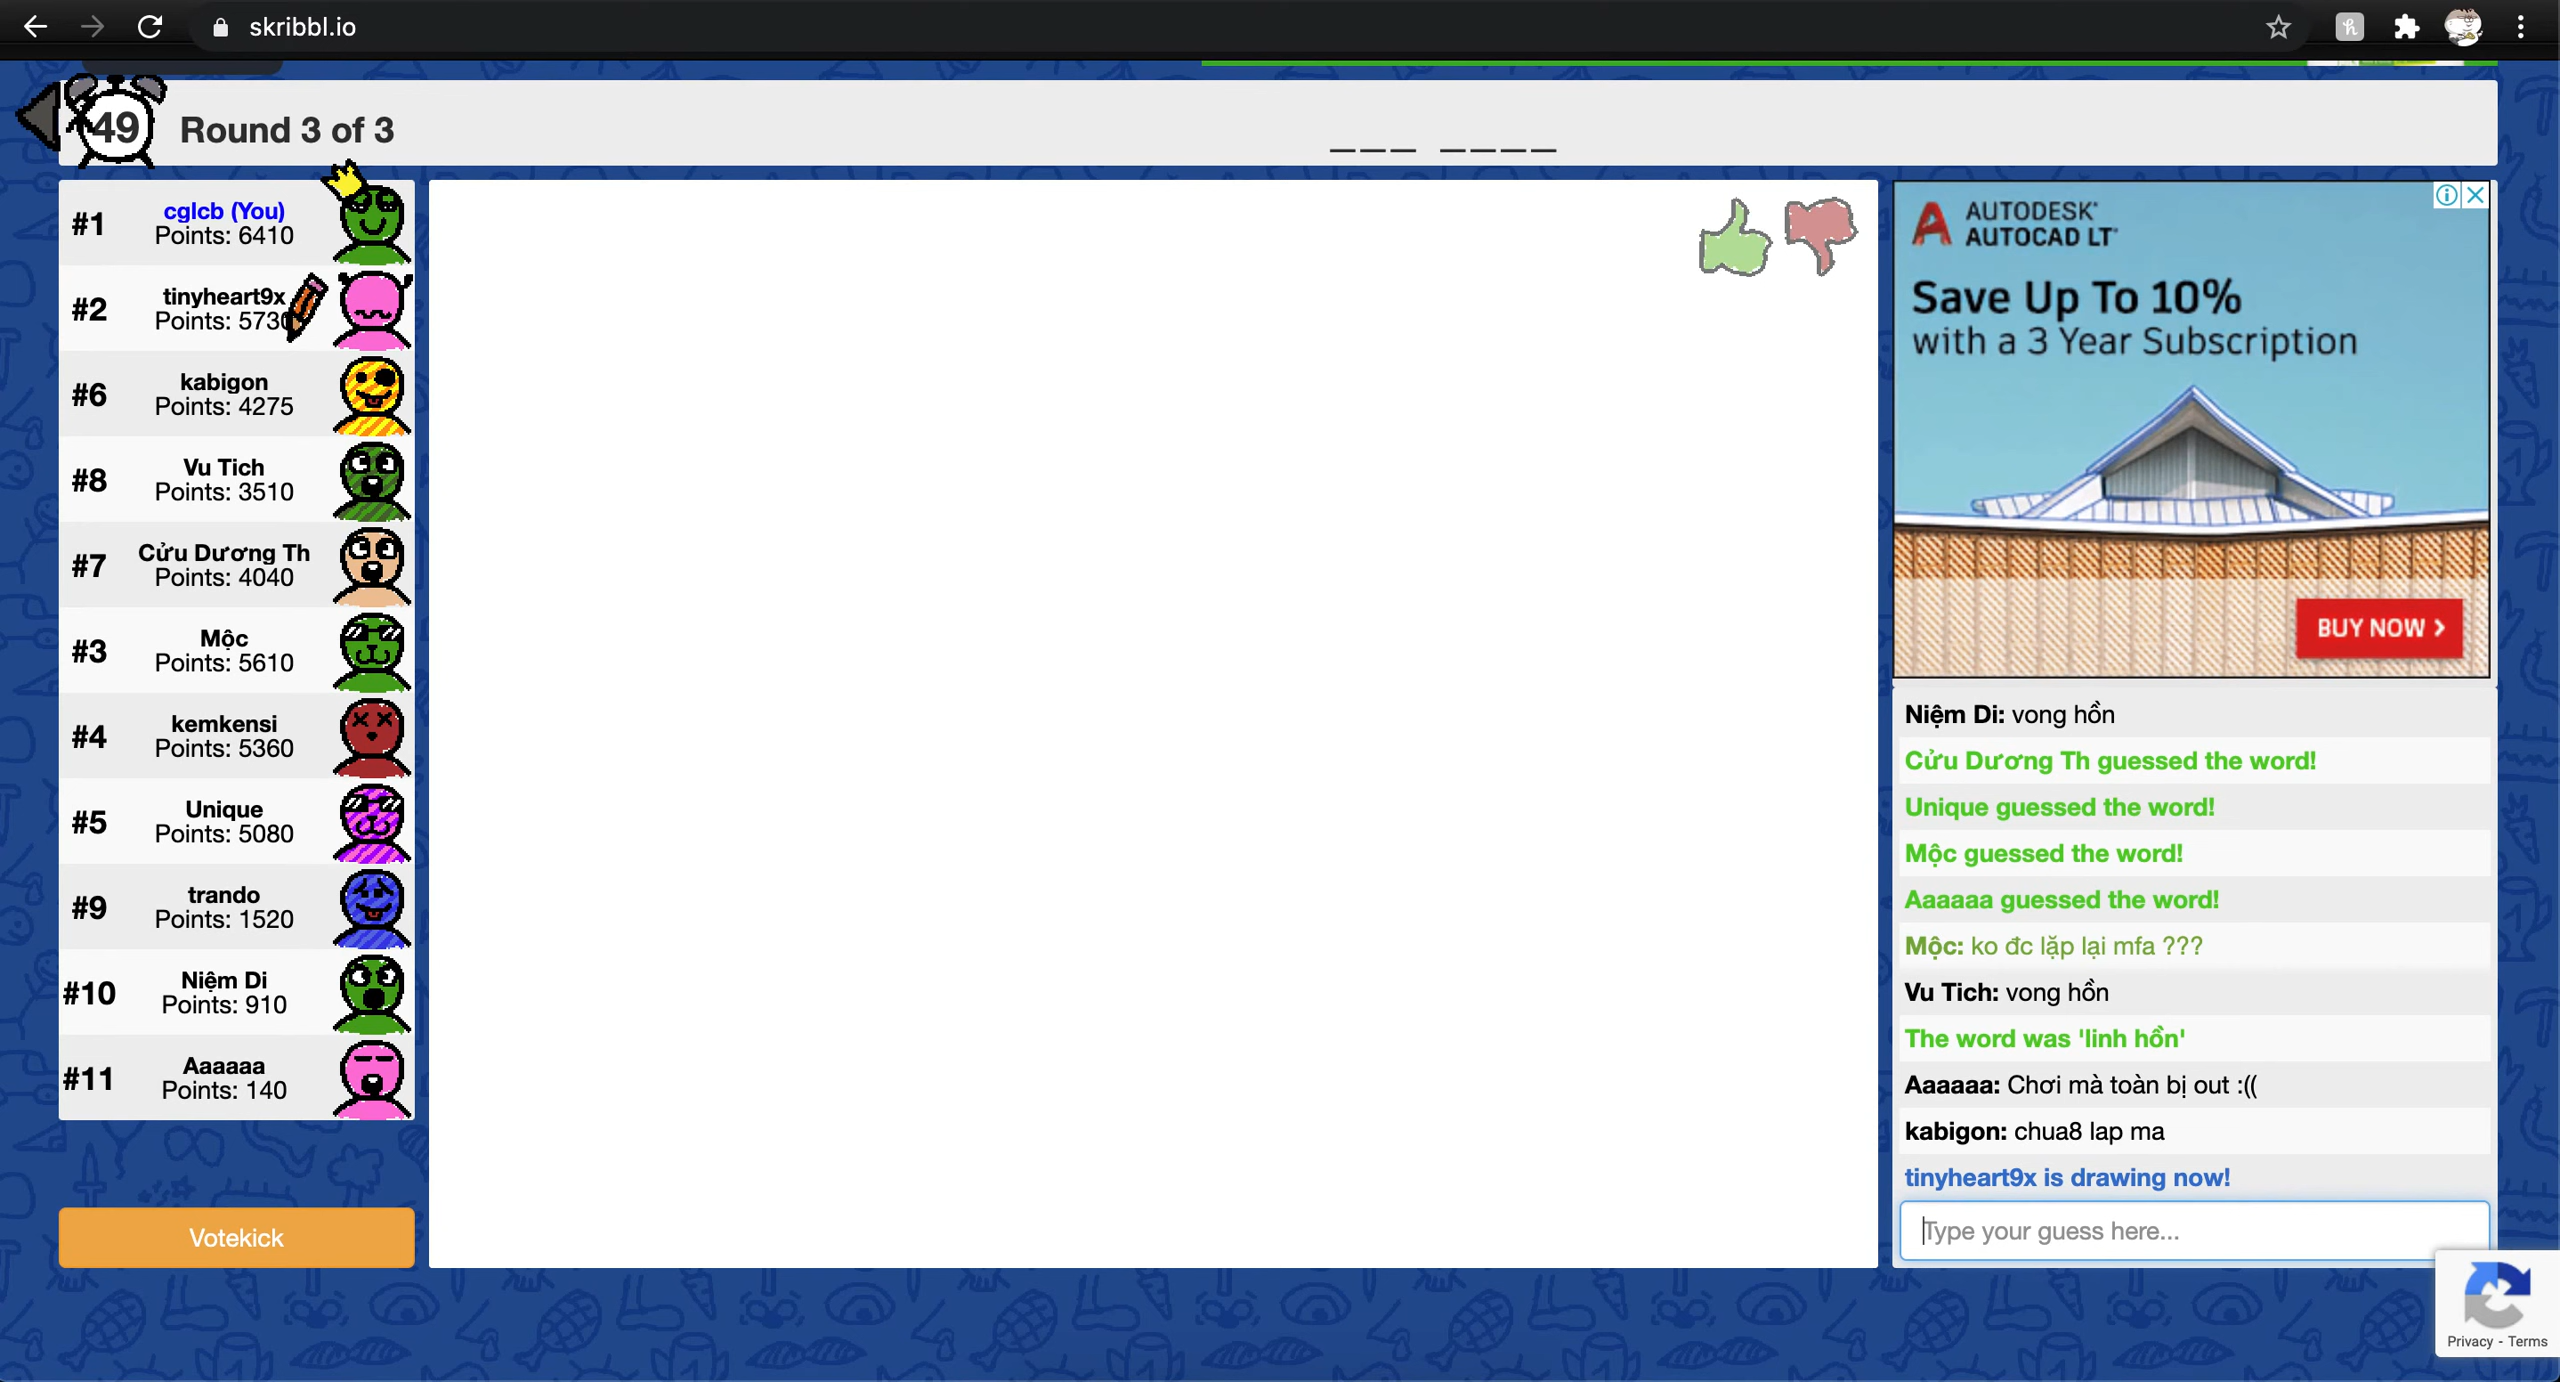 skribbl.io
49
Round 3 of 3
___ ____
#1
cglcb (You)
Points: 6410
#2
tinyheart9x
Points: 5730
#6
kabigon
Points: 4275
#8
Vu Tich
Points: 3510
#7
Cửu Dương Th
Points: 4040
#3
Mộc
Points: 5610
#4
kemkensi
Points: 5360
#5
Unique
Points: 5080
#9
trando
Points: 1520
#10
Niệm Di
Points: 910
#11
Aaaaaa
Points: 140
Votekick
AUTODESK®
AUTOCAD LT®
Save Up To 10%
with a 3 Year Subscription
BUY NOW >
Niệm Di: vong hồn
Cửu Dương Th guessed the word!
Unique guessed the word!
Mộc guessed the word!
Aaaaaa guessed the word!
Mộc: ko đc lặp lại mfa ???
Vu Tich: vong hồn
The word was 'linh hồn'
Aaaaaa: Chơi mà toàn bị out :((
kabigon: chua8 lap ma
tinyheart9x is drawing now!
Type your guess here...
Privacy - Terms